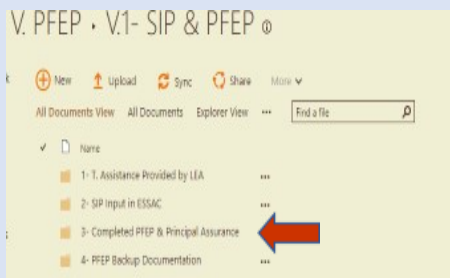 V. PFEP ▸ V.1- SIP & PFEP
New Upload Sync Share More
All Documents View All Documents Explorer View ... Find a file
Name
1- T. Assistance Provided by LEA ...
2- SIP Input in ESSAC ...
3- Completed PFEP & Principal Assurance
4- PFEP Backup Documentation ...